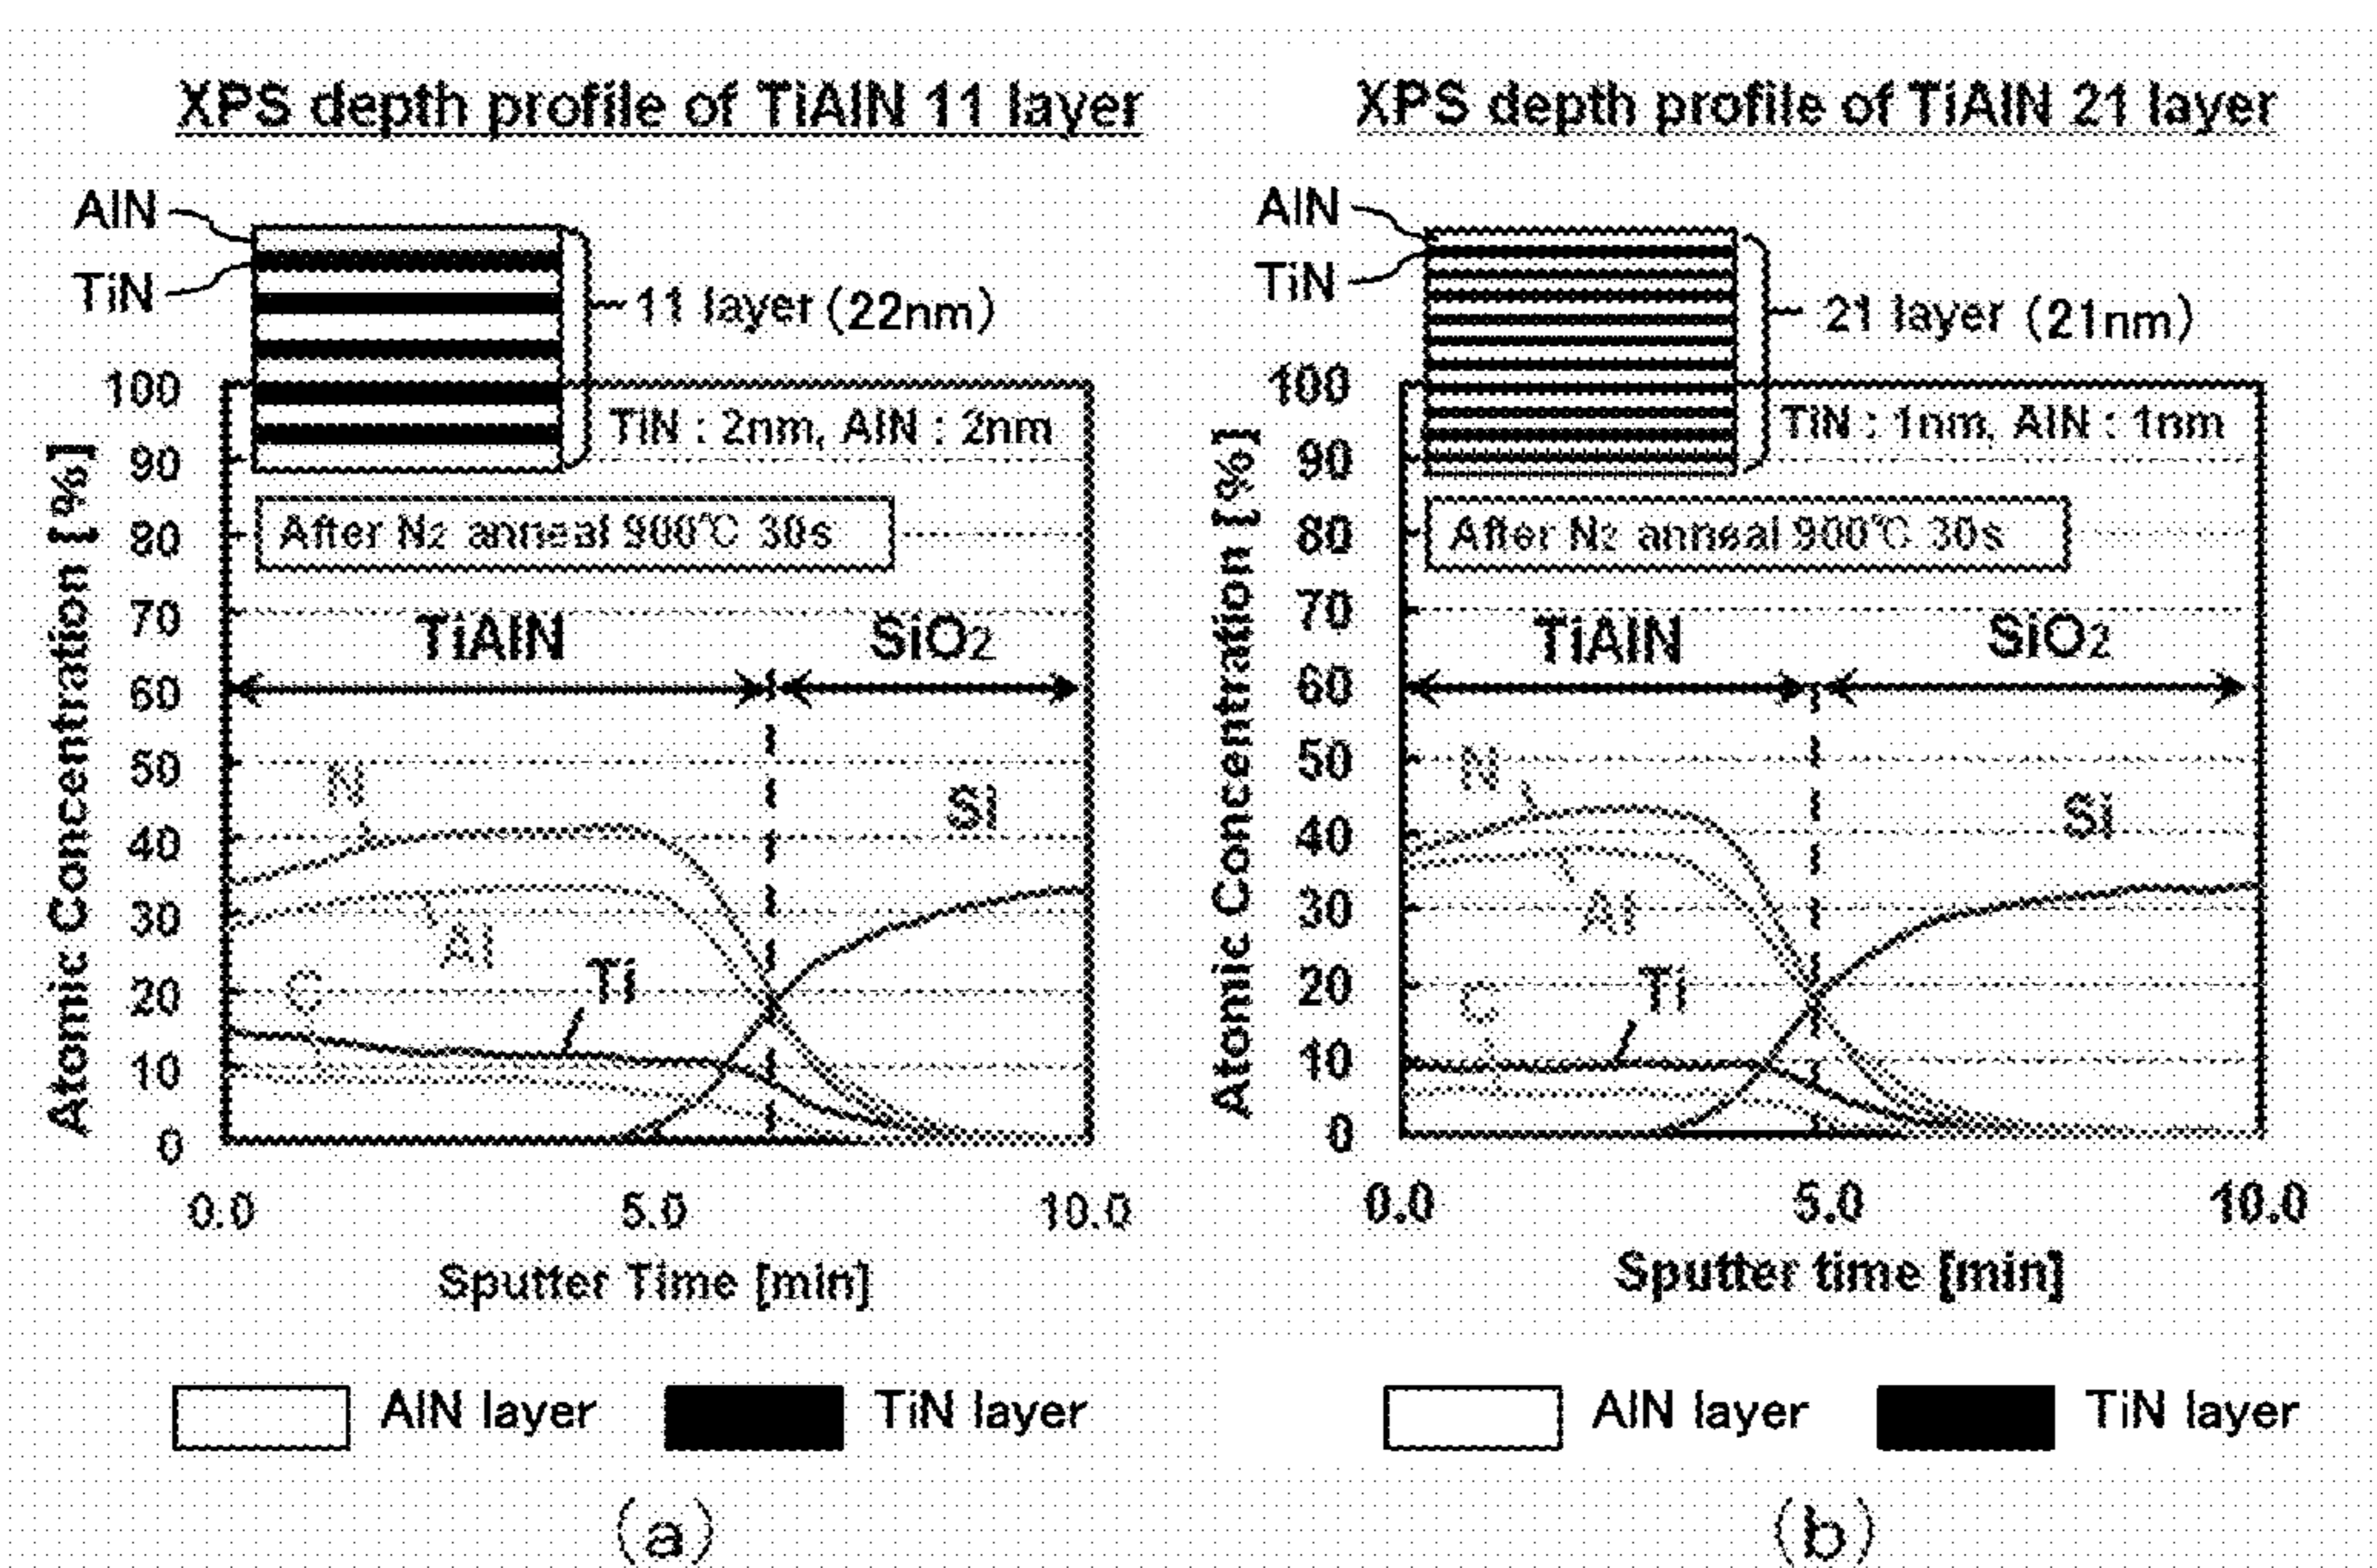 XPS depth profile of TiAlN 11 layer
AlN
TiN
11 layer (22nm)
TiN : 2nm, AlN : 2nm
After N2 anneal 900℃ 30s
TiAlN
SiO2
N
Al
C
Ti
Si
Atomic Concentration [%]
100
90
80
70
60
50
40
30
20
10
0
0.0
5.0
10.0
Sputter Time [min]
AlN layer
TiN layer
(a)
XPS depth profile of TiAlN 21 layer
AlN
TiN
21 layer (21nm)
TiN : 1nm, AlN : 1nm
After N2 anneal 900℃ 30s
TiAlN
SiO2
N
Al
C
Ti
Si
Atomic Concentration [%]
100
90
80
70
60
50
40
30
20
10
0
0.0
5.0
10.0
Sputter time [min]
AlN layer
TiN layer
(b)